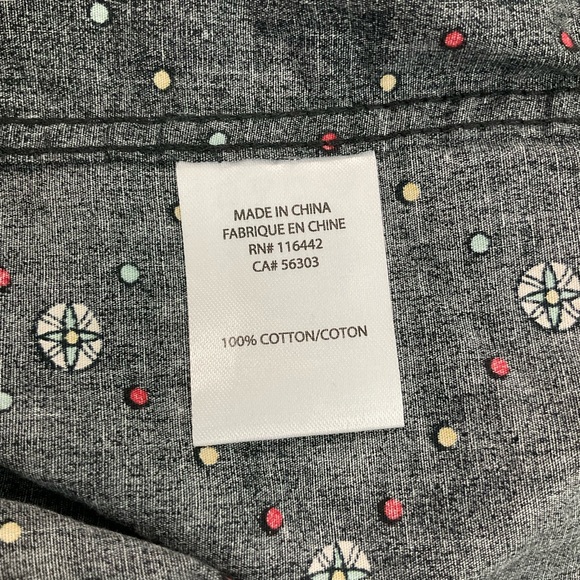 MADE IN CHINA
FABRIQUE EN CHINE
RN# 116442
CA# 56303
100% COTTON/COTON